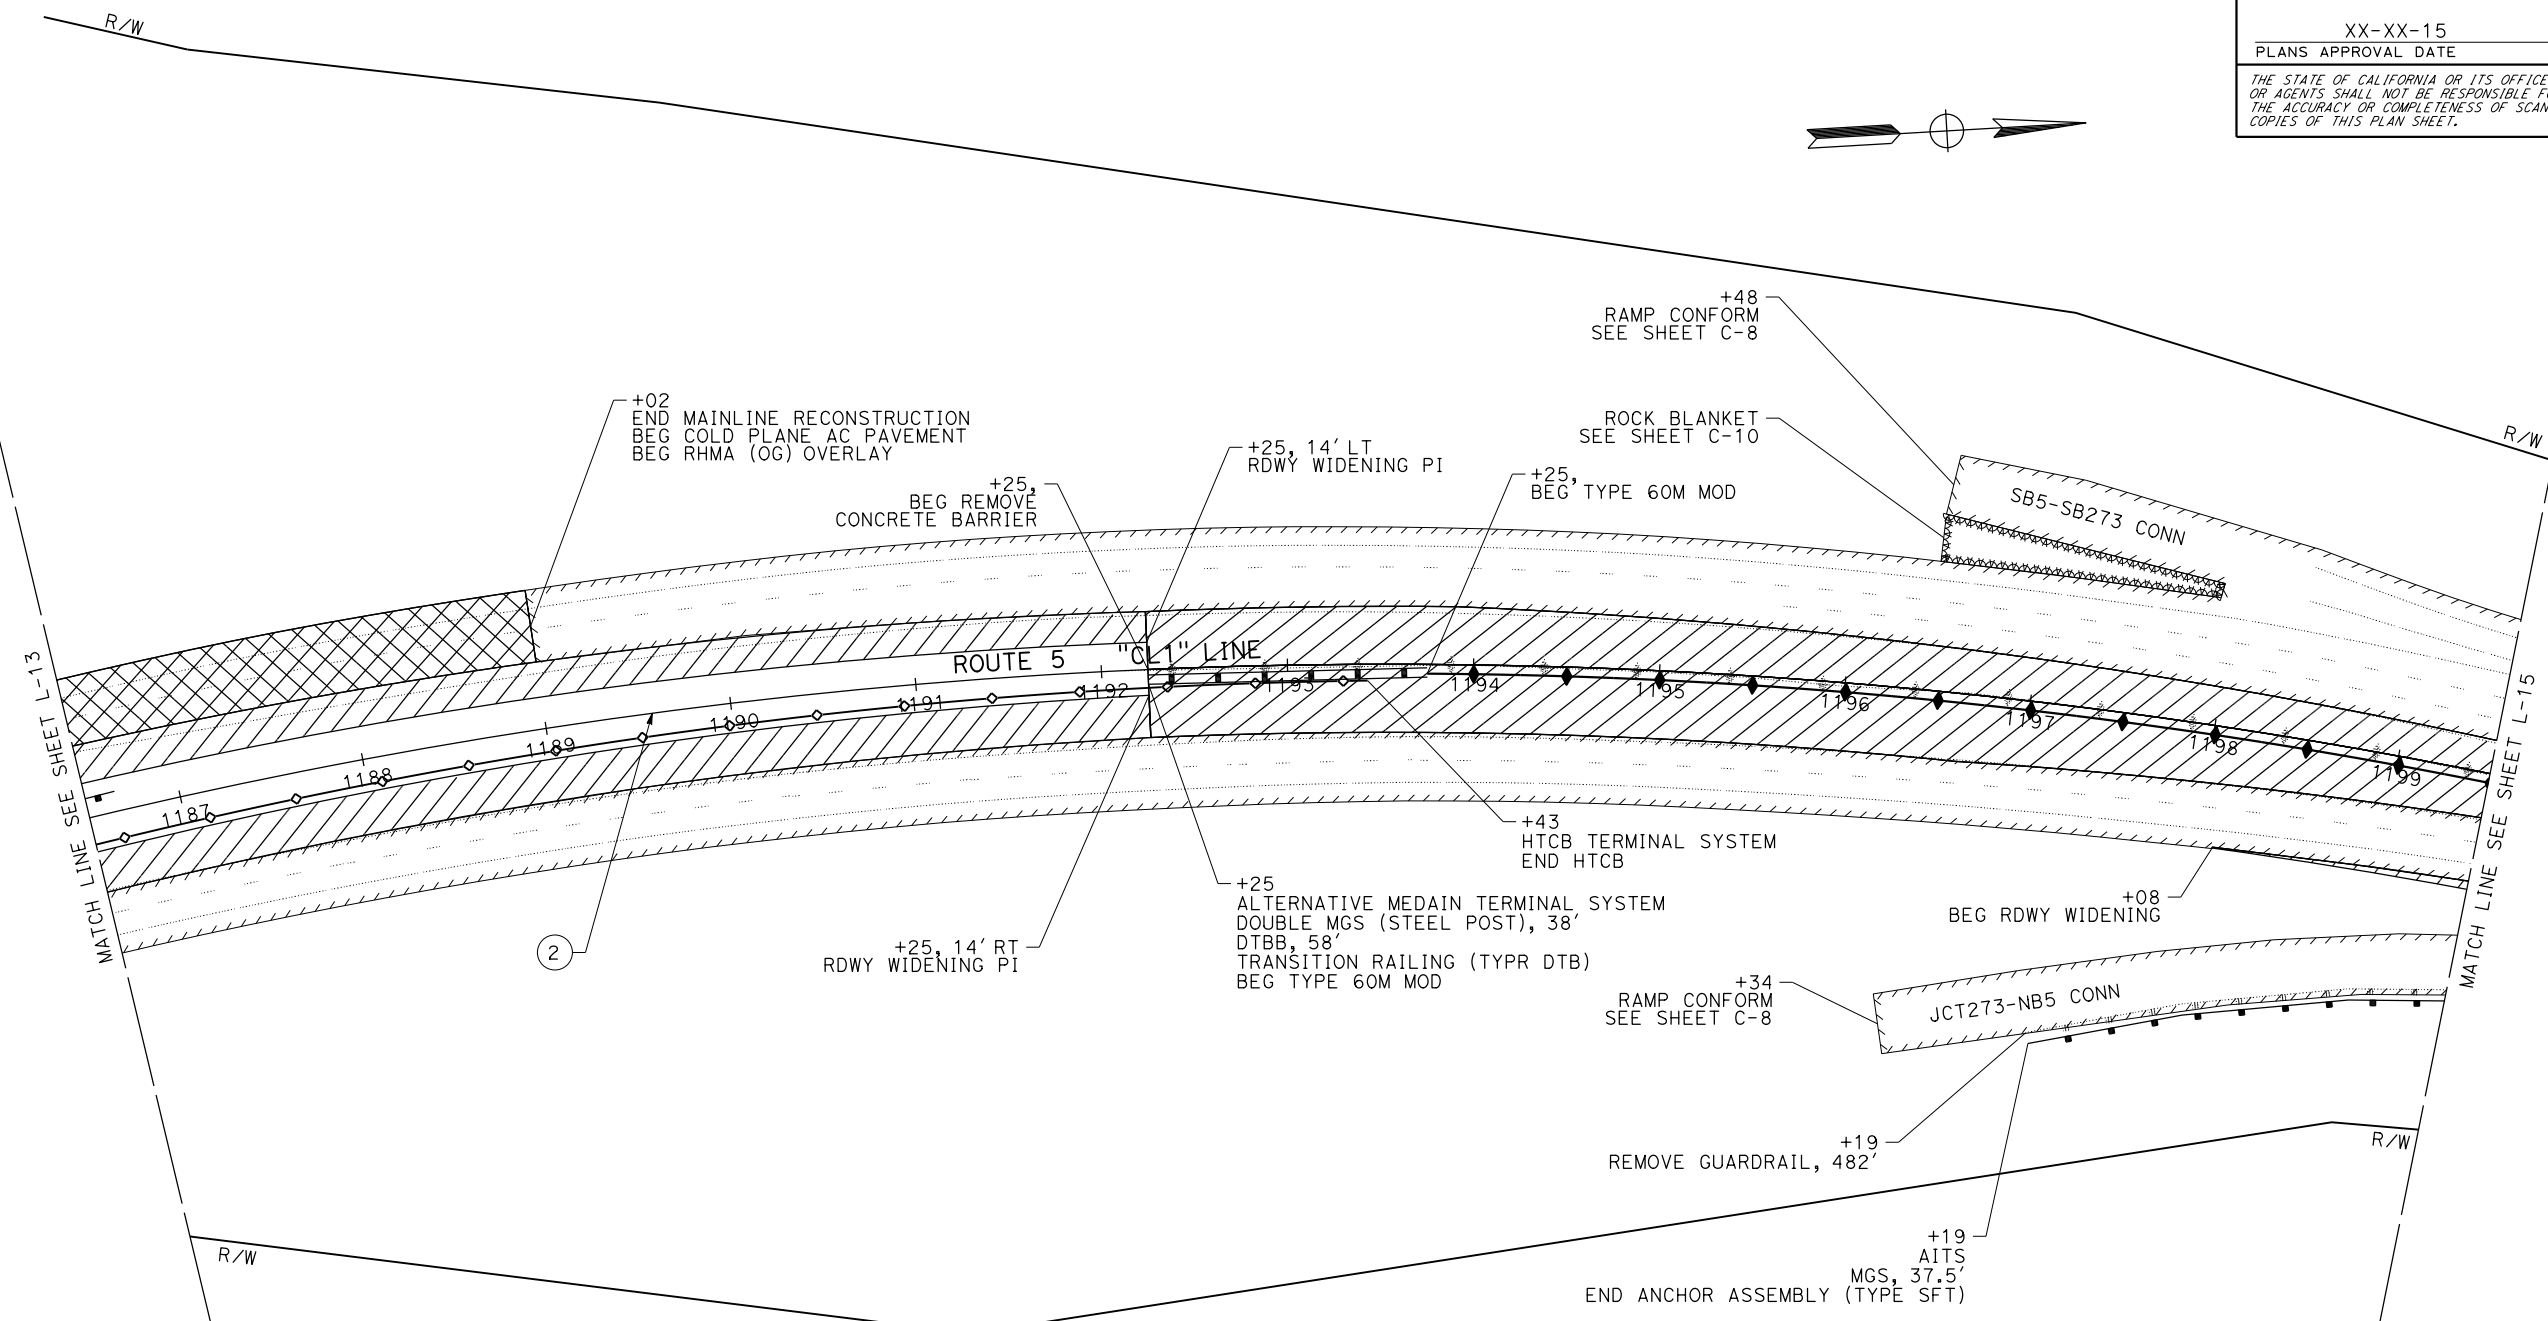 R/W
XX-XX-15
PLANS APPROVAL DATE
THE STATE OF CALIFORNIA OR ITS OFFICE
OR AGENTS SHALL NOT BE RESPONSIBLE F
THE ACCURACY OR COMPLETENESS OF SCAN
COPIES OF THIS PLAN SHEET.
+48
RAMP CONFORM
SEE SHEET C-8
+02
END MAINLINE RECONSTRUCTION
BEG COLD PLANE AC PAVEMENT
BEG RHMA (OG) OVERLAY
ROCK BLANKET
SEE SHEET C-10
R/W
+25, 14' LT
RDWY WIDENING PI
+25,
BEG REMOVE
CONCRETE BARRIER
+25,
BEG TYPE 60M MOD
SB5-SB273 CONN
ROUTE 5
"CL1" LINE
1187
1188
1189
1190
1191
1192
1193
1194
1195
1196
1197
1198
1199
MATCH LINE SEE SHEET L-13
MATCH LINE SEE SHEET L-15
+43
HTCB TERMINAL SYSTEM
END HTCB
+25
ALTERNATIVE MEDAIN TERMINAL SYSTEM
DOUBLE MGS (STEEL POST), 38'
DTBB, 58'
TRANSITION RAILING (TYPR DTB)
BEG TYPE 60M MOD
+08
BEG RDWY WIDENING
2
+25, 14' RT
RDWY WIDENING PI
+34
RAMP CONFORM
SEE SHEET C-8
JCT273-NB5 CONN
+19
REMOVE GUARDRAIL, 482'
R/W
+19
AITS
MGS, 37.5'
END ANCHOR ASSEMBLY (TYPE SFT)
R/W